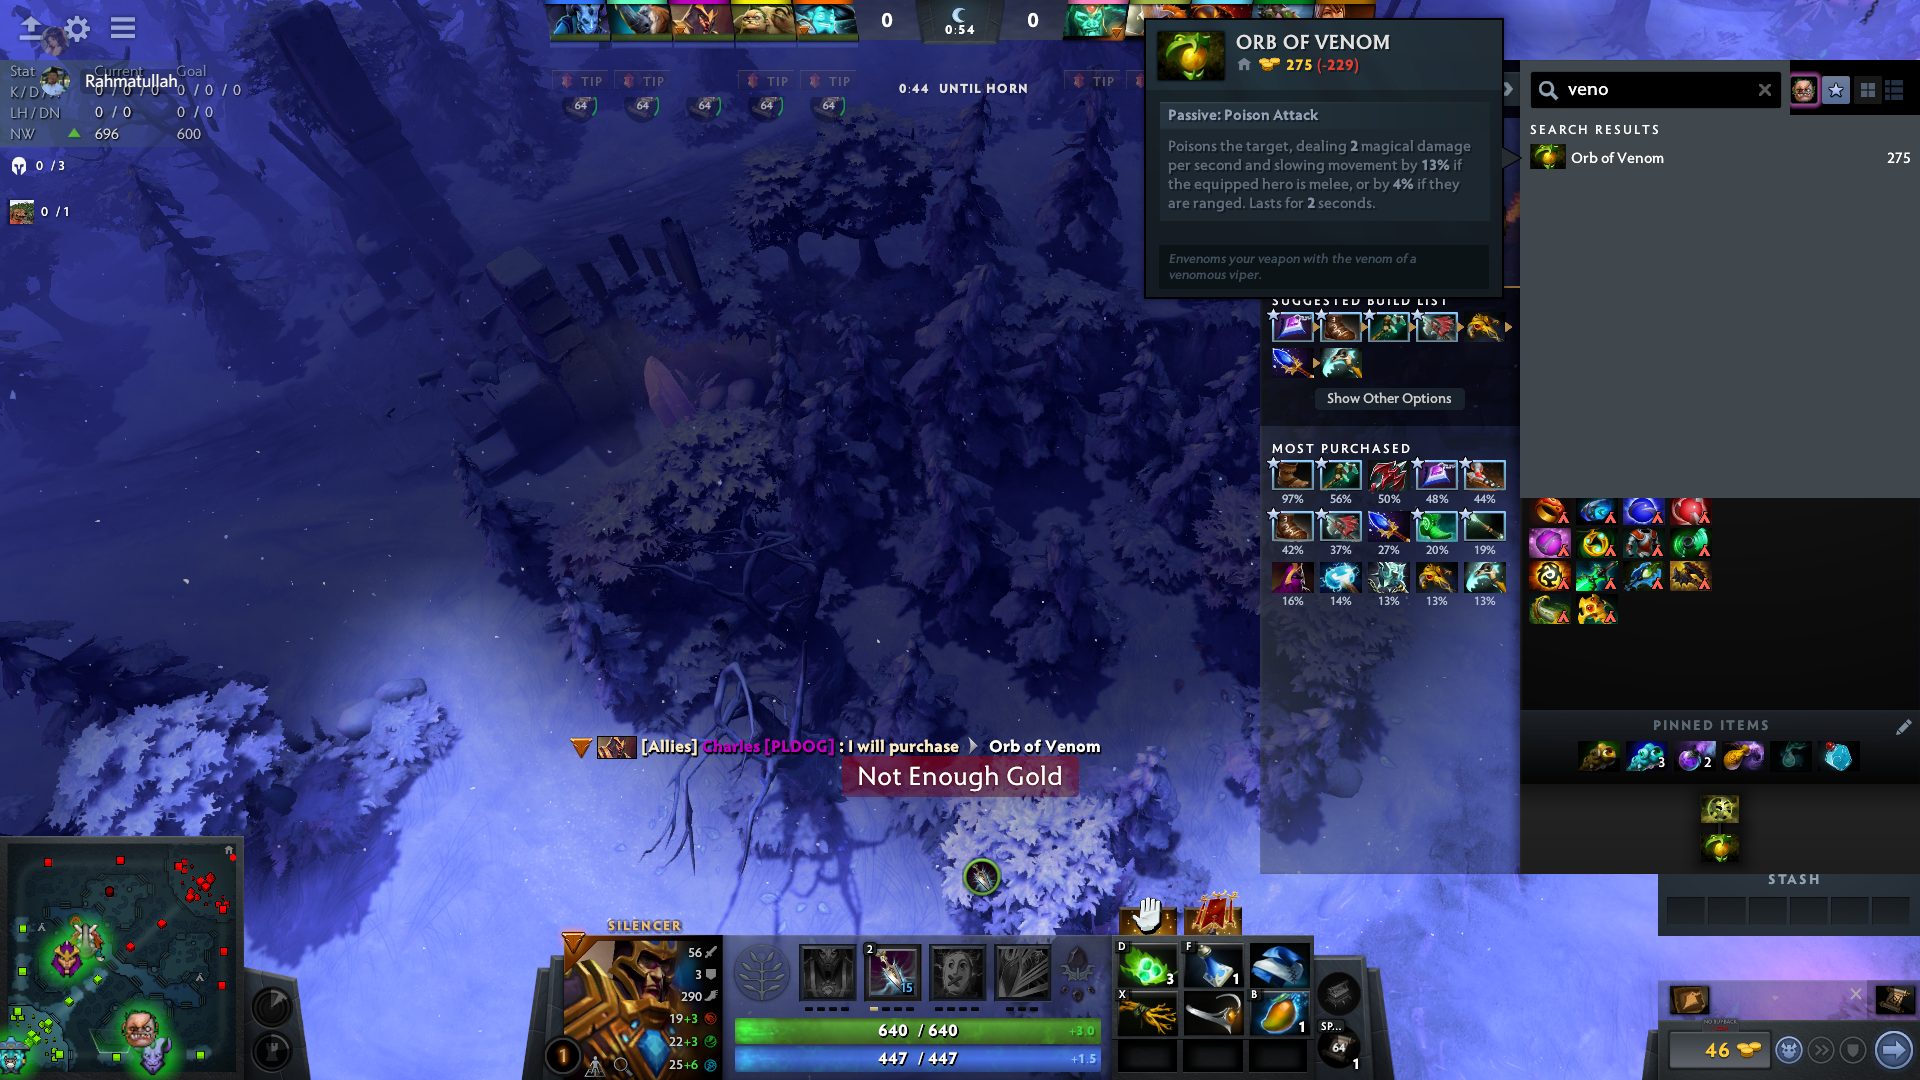 0
0:54
0
ORB OF VENOM
275 (-229)
Stat Current Goal
Rahmatullah
K / D / A 0 / 0 / 0 0 / 0 / 0
LH / DN 0 / 0 0 / 0
NW 696 600
0 / 3
0 / 1
TIP TIP TIP TIP TIP
64 64 64 64 64
0:44 UNTIL HORN
veno
SEARCH RESULTS
Orb of Venom 275
Passive: Poison Attack
Poisons the target, dealing 2 magical damage
per second and slowing movement by 13% if
the equipped hero is melee, or by 4% if they
are ranged. Lasts for 2 seconds.
Envenoms your veapon with the venom of a
venomous viper.
SUGGESTED BUILD LIST
Show Other Options
MOST PURCHASED
97% 56% 50% 48% 44%
42% 37% 27% 20% 19%
16% 14% 13% 13% 13%
PINNED ITEMS
3 2
[Allies] Charles [PLDOG] : I will purchase Orb of Venom
Not Enough Gold
STASH
SILENCER
56
3
290
19+3
22+3
25+6
1
2
15
640 / 640 +3.0
447 / 447 +1.5
D 3 F 1
X B 1
SP...
64
1
NO BUYBACK
46